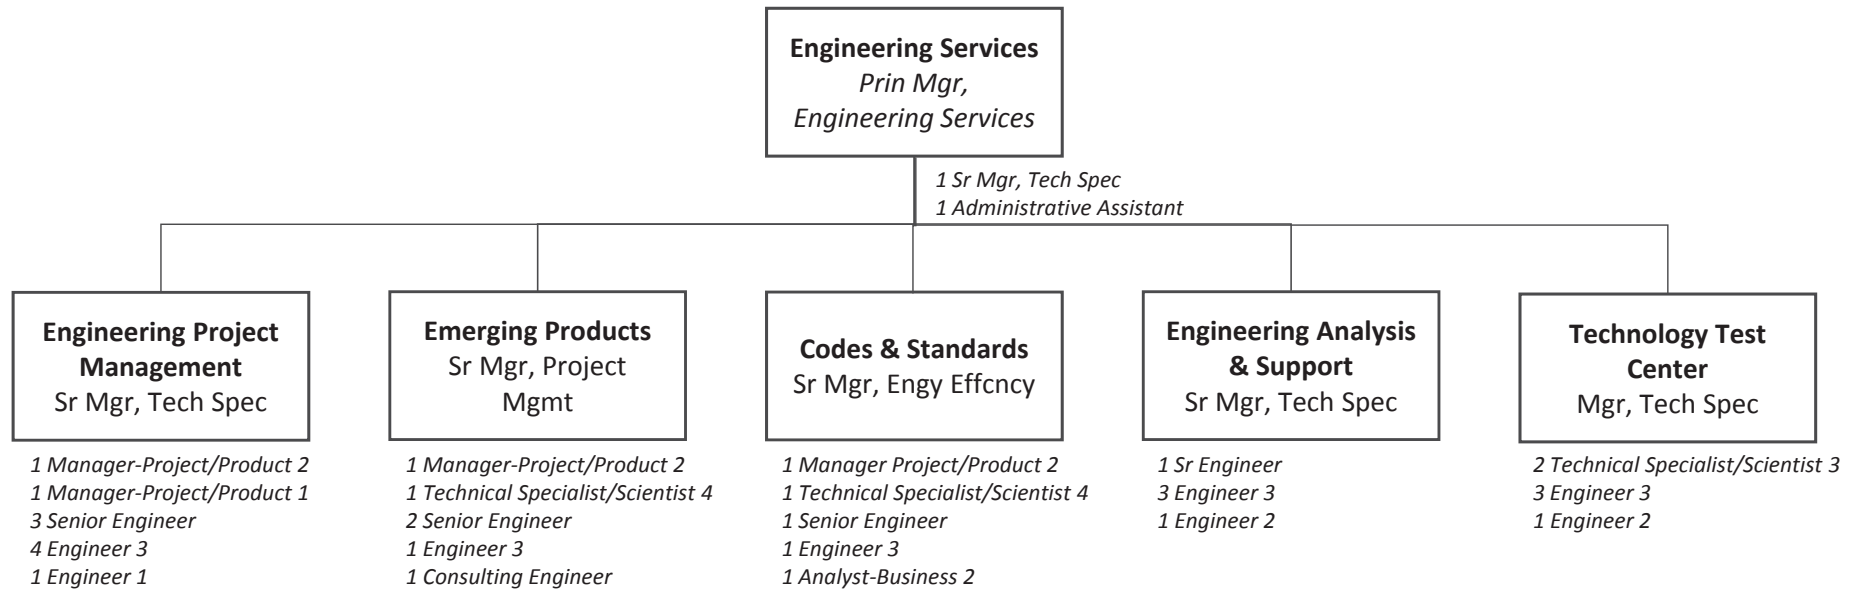 Engineering Services
Prin Mgr,
Engineering Services
1 Sr Mgr, Tech Spec
1 Administrative Assistant
Engineering Project
Management
Sr Mgr, Tech Spec
1 Manager-Project/Product 2
1 Manager-Project/Product 1
3 Senior Engineer
4 Engineer 3
1 Engineer 1
Emerging Products
Sr Mgr, Project
Mgmt
1 Manager-Project/Product 2
1 Technical Specialist/Scientist 4
2 Senior Engineer
1 Engineer 3
1 Consulting Engineer
Codes & Standards
Sr Mgr, Engy Effcncy
1 Manager Project/Product 2
1 Technical Specialist/Scientist 4
1 Senior Engineer
1 Engineer 3
1 Analyst-Business 2
Engineering Analysis
& Support
Sr Mgr, Tech Spec
1 Sr Engineer
3 Engineer 3
1 Engineer 2
Technology Test
Center
Mgr, Tech Spec
2 Technical Specialist/Scientist 3
3 Engineer 3
1 Engineer 2